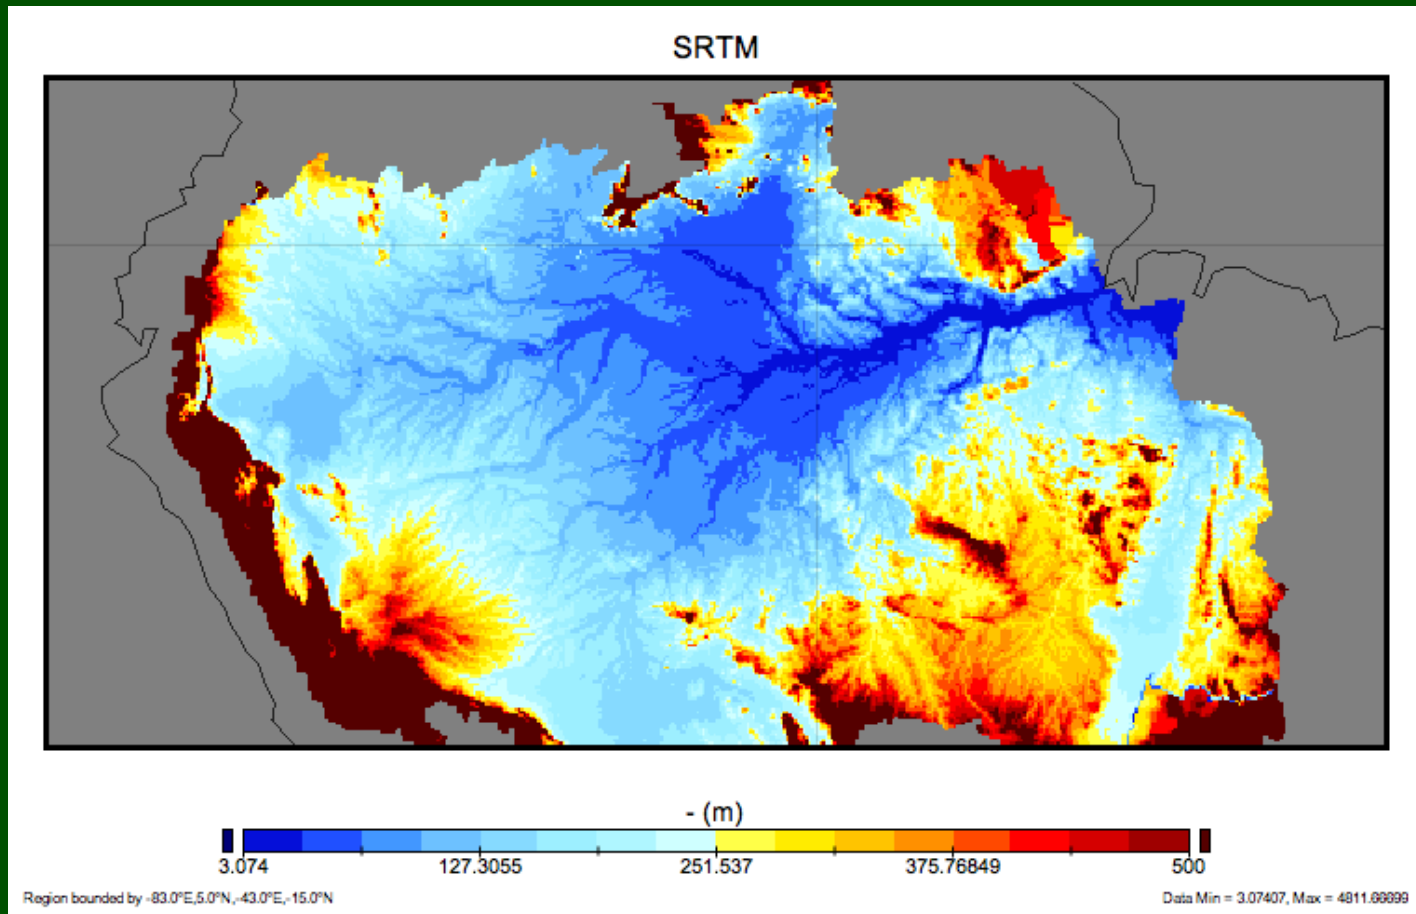 SRTM
- (m)
3.074 127.3055 251.537 375.76849 500
Region bounded by -83.0°E,5.0°N,-43.0°E,-15.0°N
Data Min = 3.07407, Max = 4811.66699